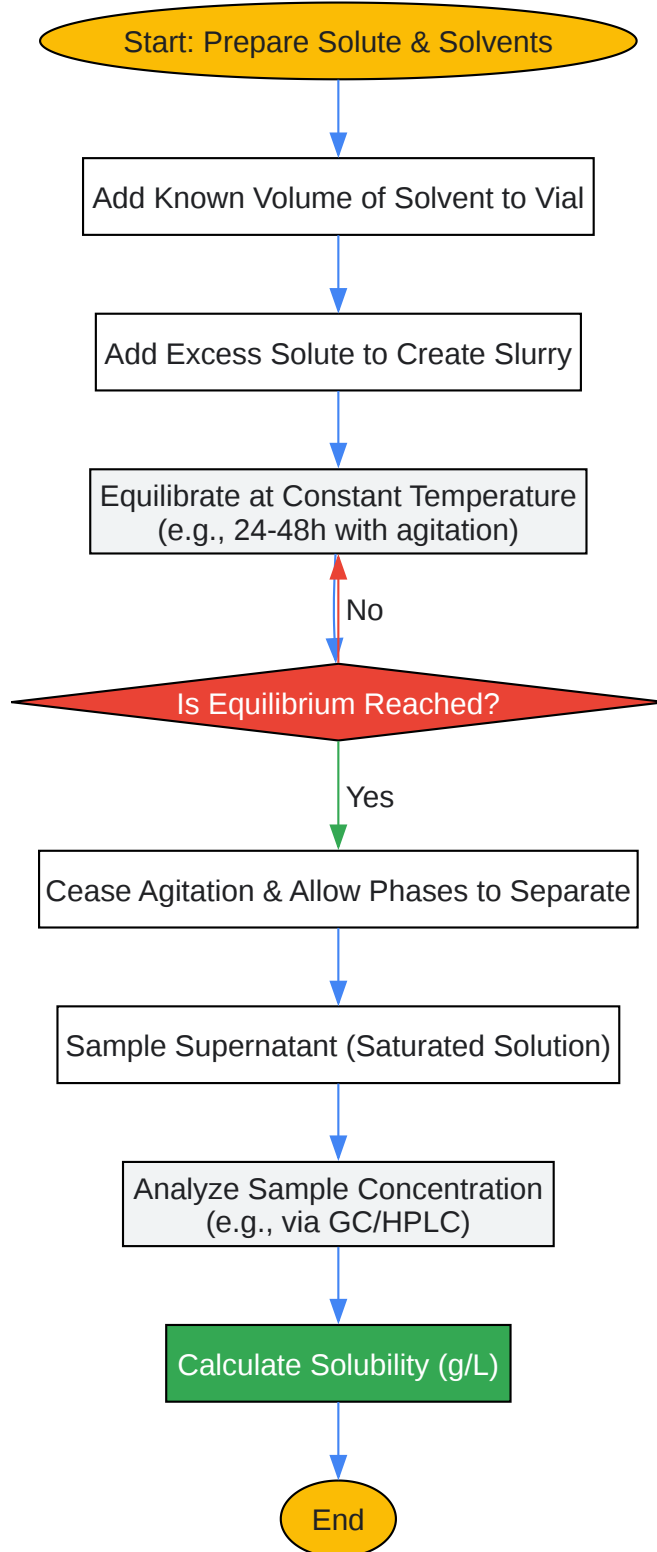 Start: Prepare Solute & Solvents
Add Known Volume of Solvent to Vial
Add Excess Solute to Create Slurry
Equilibrate at Constant Temperature
(e.g., 24-48h with agitation)
No
Is Equilibrium Reached?
Yes
Cease Agitation & Allow Phases to Separate
Sample Supernatant (Saturated Solution)
Analyze Sample Concentration
(e.g., via GC/HPLC)
Calculate Solubility (g/L)
End